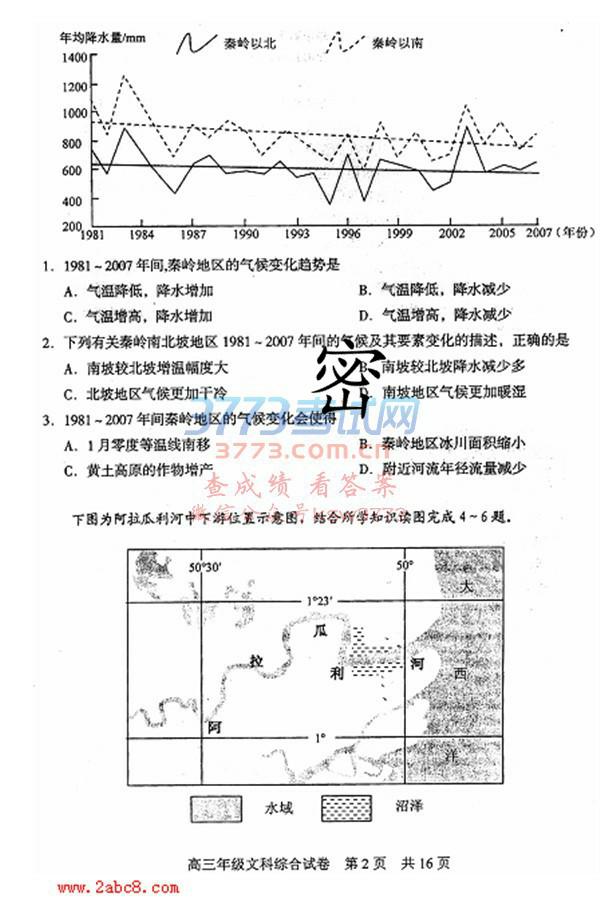 年均降水量/mm
秦岭以北
秦岭以南
1400
1200
1000
800
600
400
200
1981 1984 1987 1990 1993 1996 1999 2002 2005 2007 (年份)
1. 1981~2007年间,秦岭地区的气候变化趋势是
A. 气温降低，降水增加
B. 气温降低，降水减少
C. 气温增高，降水增加
D. 气温增高，降水减少
2. 下列有关秦岭南北坡地区1981~2007年间的气候及其要素变化的描述，正确的是
A. 南坡较北坡增温幅度大
B. 南坡较北坡降水减少多
C. 北坡地区气候更加干冷
D. 南坡地区气候更加暖湿
密
3773考试网
3773.com.cn
查成绩 看答案
3. 1981~2007年间秦岭地区的气候变化会使得
A. 1月零度等温线南移
B. 秦岭地区冰川面积缩小
C. 黄土高原的作物增产
D. 附近河流年径流量减少
下图为阿拉瓜利河中下游位置示意图，结合所学知识读图完成4~6题。
50°30′
50°
1°23′
1°
阿
拉
瓜
利
河
大
西
洋
水域
沼泽
高三年级文科综合试卷 第2页 共16页
www.2abc8.com